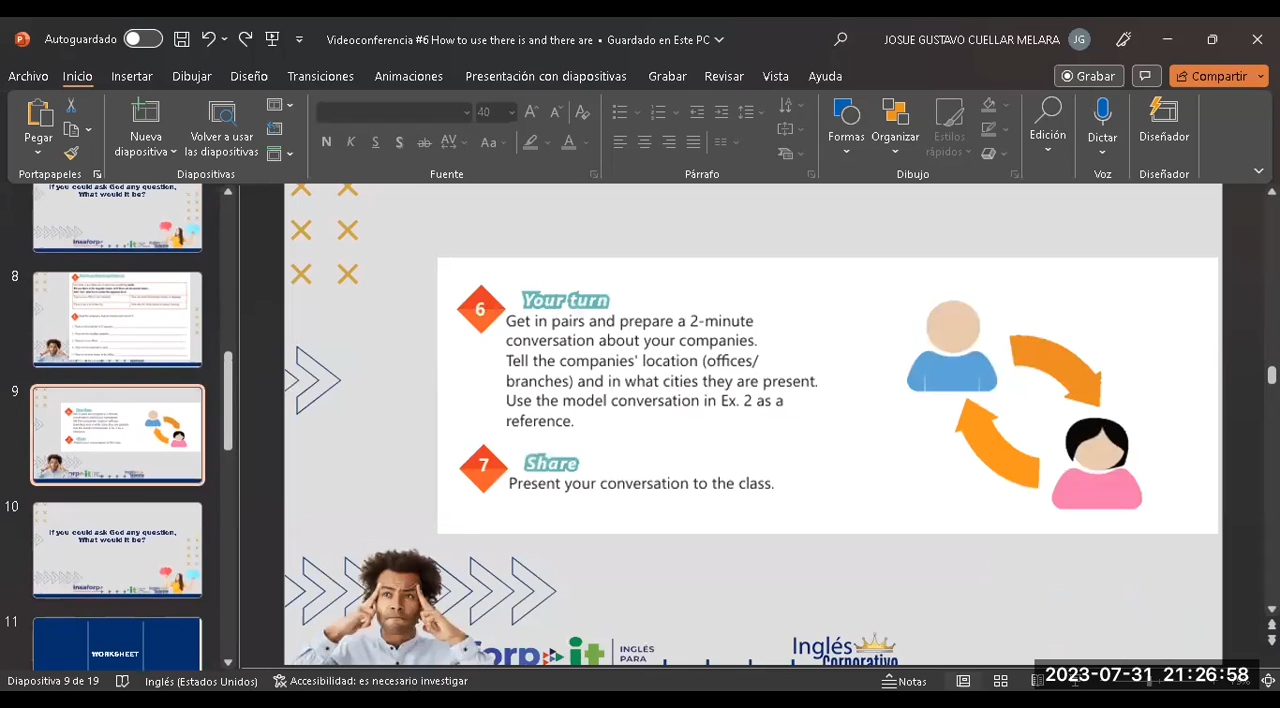 Autoguardado
Videoconferencia #6 How to use there is and there are • Guardado en Este PC
JOSUE GUSTAVO CUELLAR MELARA
JG
Archivo
Inicio
Insertar
Dibujar
Diseño
Transiciones
Animaciones
Presentación con diapositivas
Grabar
Revisar
Vista
Ayuda
Grabar
Compartir
Pegar
Nueva diapositiva
Volver a usar las diapositivas
40
N K S S ab AV Aa A
Formas
Organizar
Estilos rápidos
Edición
Dictar
Diseñador
Portapapeles
Diapositivas
Fuente
Párrafo
Dibujo
Voz
Diseñador
If you could ask God any question,
What would it be?
8
9
10
If you could ask God any question,
What would it be?
11
WORKSHEET
6
Your turn
Get in pairs and prepare a 2-minute
conversation about your companies.
Tell the companies' location (offices/
branches) and in what cities they are present.
Use the model conversation in Ex. 2 as a
reference.
7
Share
Present your conversation to the class.
INGLÉS
PARA
Inglés
Corporativo
Diapositiva 9 de 19
Inglés (Estados Unidos)
Accesibilidad: es necesario investigar
Notas
2023-07-31 21:26:58